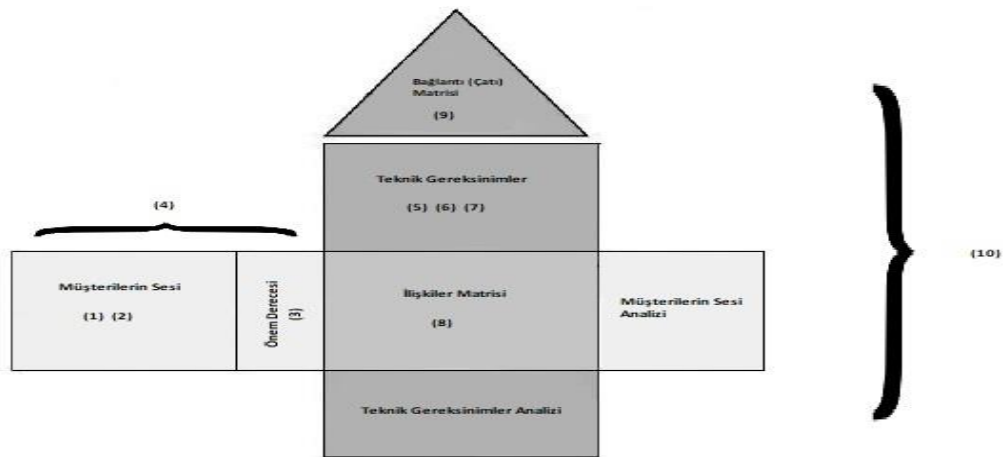 Bağlantı (Çatı)
Matrisi
(9)
Teknik Gereksinimler
(5) (6) (7)
(4)
(10)
Müşterilerin Sesi
(1) (2)
Önem Derecesi
(3)
İlişkiler Matrisi
(8)
Müşterilerin Sesi
Analizi
Teknik Gereksinimler Analizi